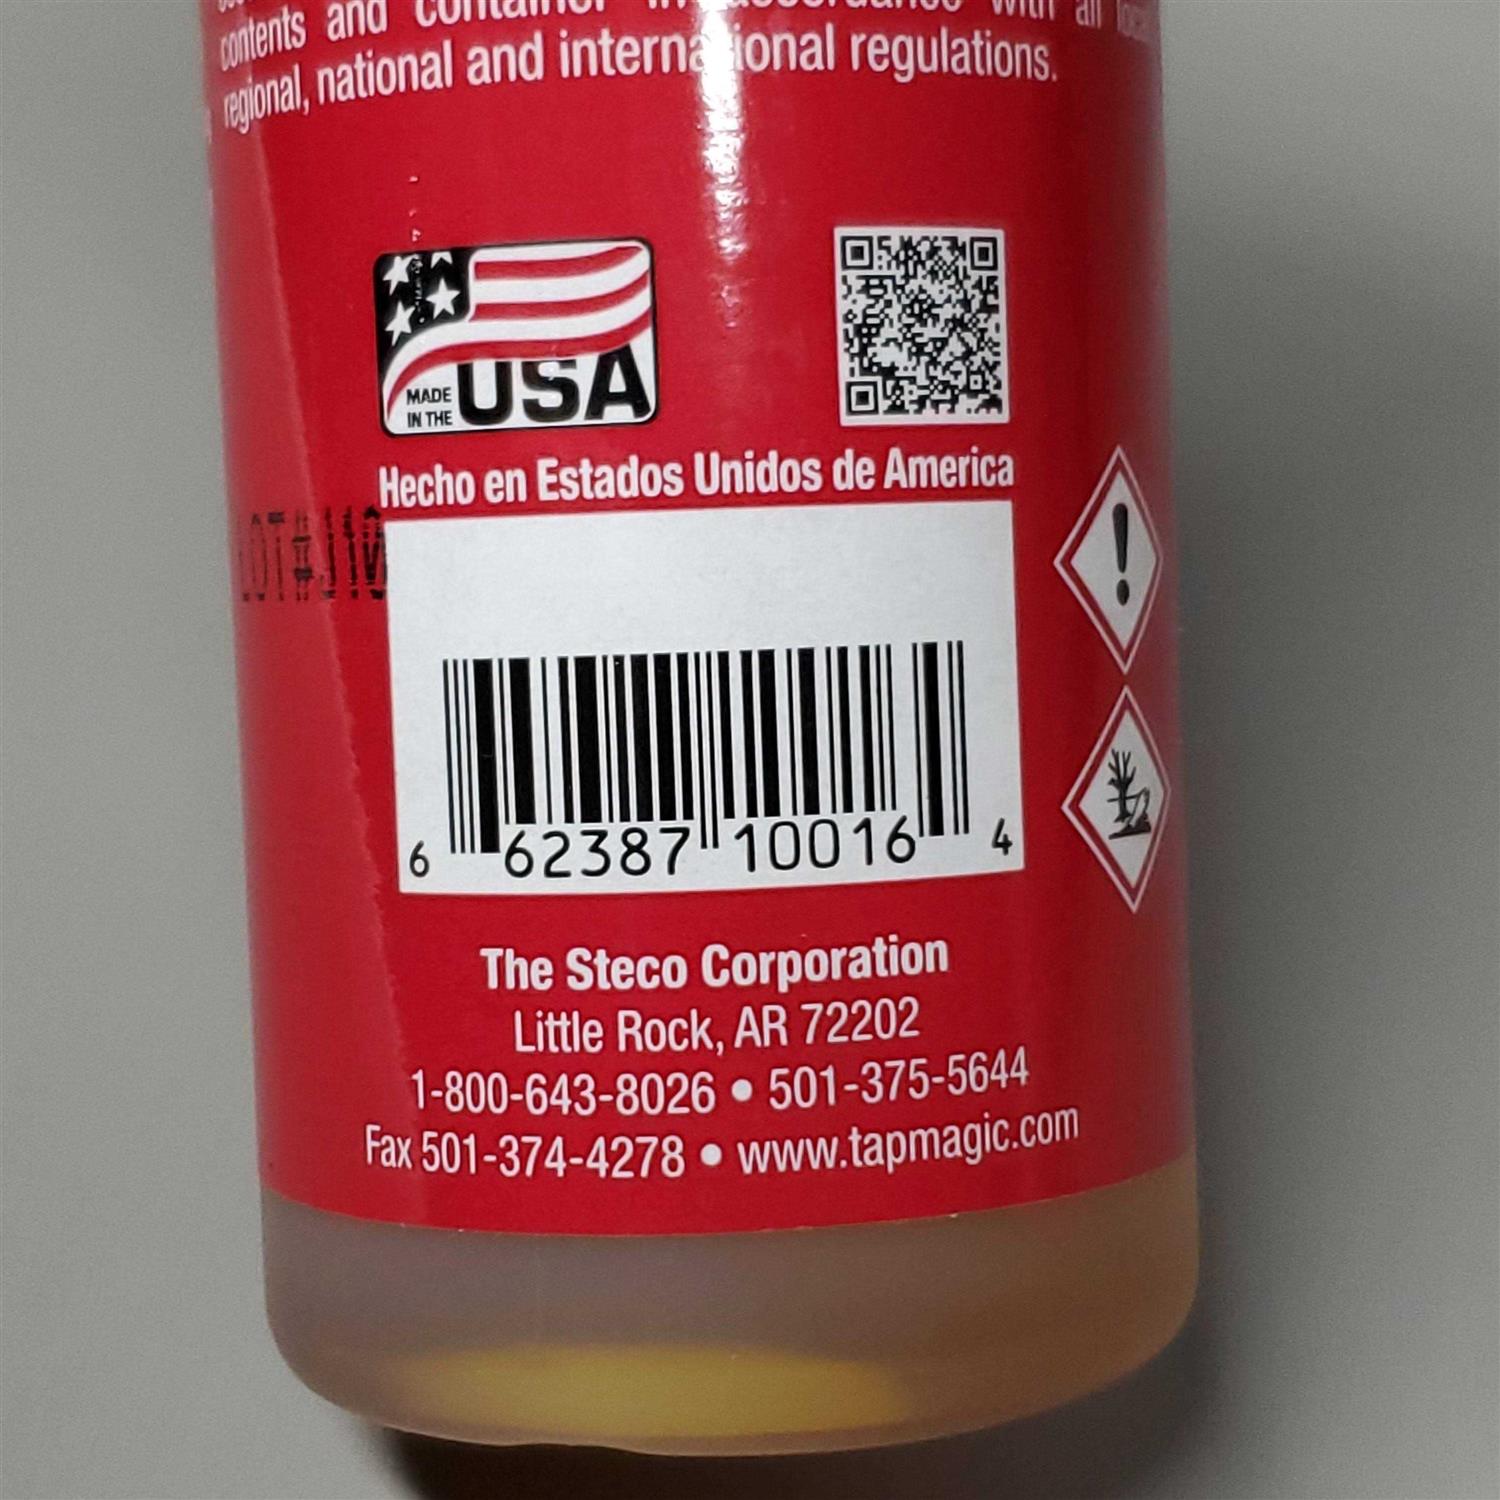 contents and container in accordance with all local,
regional, national and international regulations.
MADE
IN THE
USA
Hecho en Estados Unidos de America
LOT#
6 62387 10016 4
The Steco Corporation
Little Rock, AR 72202
1-800-643-8026 • 501-375-5644
Fax 501-374-4278 • www.tapmagic.com